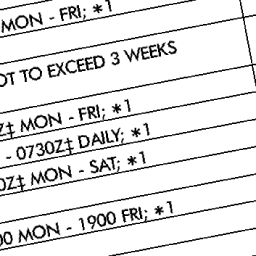 MON - FRI; *1
OT TO EXCEED 3 WEEKS
Z‡ MON - FRI; *1
- 0730Z‡ DAILY; *1
0Z‡ MON - SAT; *1
00 MON - 1900 FRI; *1